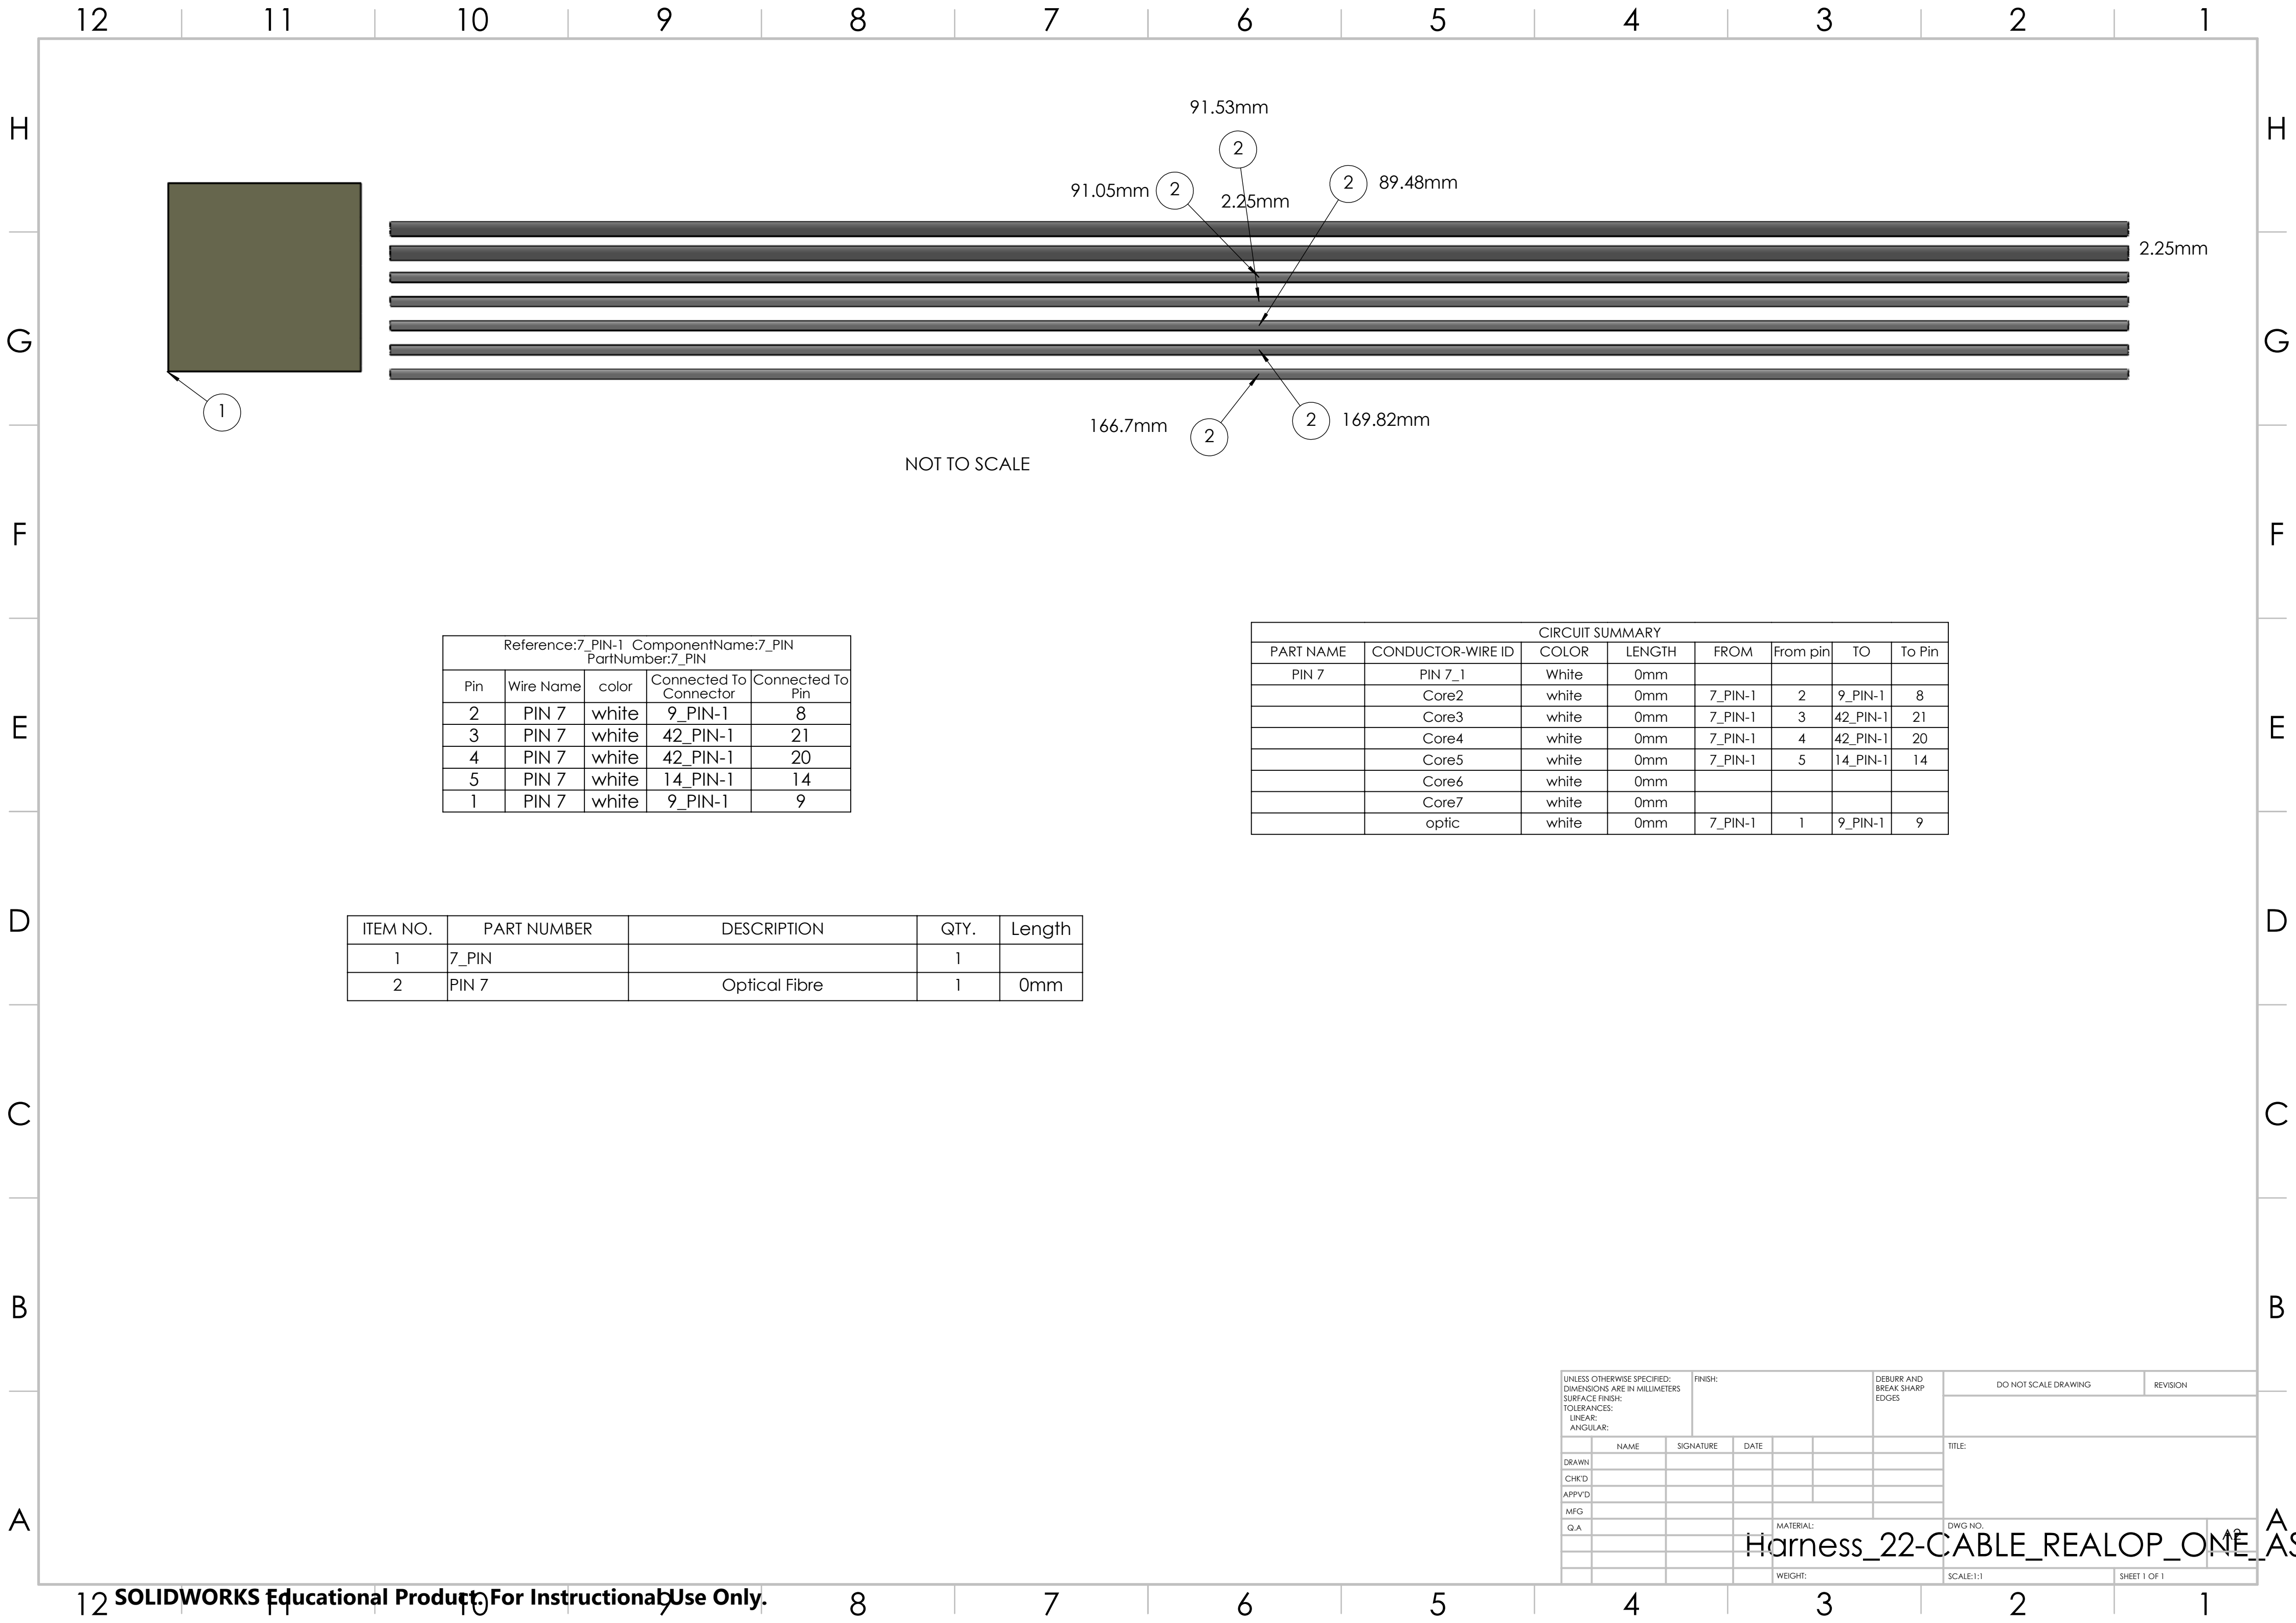 12 11 10 9 8 7 6 5 4 3 2 1
H H
91.53mm
2
91.05mm 2 2 89.48mm
2.25mm
2.25mm
G G
1
166.7mm 2 2 169.82mm
NOT TO SCALE
F F
Reference:7_PIN-1 ComponentName:7_PIN
PartNumber:7_PIN
Pin Wire Name color Connected To Connector Connected To Pin
2 PIN 7 white 9_PIN-1 8
3 PIN 7 white 42_PIN-1 21
4 PIN 7 white 42_PIN-1 20
5 PIN 7 white 14_PIN-1 14
1 PIN 7 white 9_PIN-1 9
CIRCUIT SUMMARY
PART NAME CONDUCTOR-WIRE ID COLOR LENGTH FROM From pin TO To Pin
PIN 7 PIN 7_1 White 0mm
Core2 white 0mm 7_PIN-1 2 9_PIN-1 8
Core3 white 0mm 7_PIN-1 3 42_PIN-1 21
Core4 white 0mm 7_PIN-1 4 42_PIN-1 20
Core5 white 0mm 7_PIN-1 5 14_PIN-1 14
Core6 white 0mm
Core7 white 0mm
optic white 0mm 7_PIN-1 1 9_PIN-1 9
E E
D D
ITEM NO. PART NUMBER DESCRIPTION QTY. Length
1 7_PIN 1
2 PIN 7 Optical Fibre 1 0mm
C C
B B
UNLESS OTHERWISE SPECIFIED:
DIMENSIONS ARE IN MILLIMETERS
SURFACE FINISH:
TOLERANCES:
LINEAR:
ANGULAR:
FINISH:
DEBURR AND
BREAK SHARP
EDGES
DO NOT SCALE DRAWING
REVISION
NAME SIGNATURE DATE
TITLE:
DRAWN
CHK'D
APPV'D
MFG
Q.A
MATERIAL:
DWG NO.
A2
Harness_22-CABLE_REALOP_ONE_AS
WEIGHT:
SCALE:1:1
SHEET 1 OF 1
A A
SOLIDWORKS Educational Product. For Instructional Use Only.
12 11 10 9 8 7 6 5 4 3 2 1